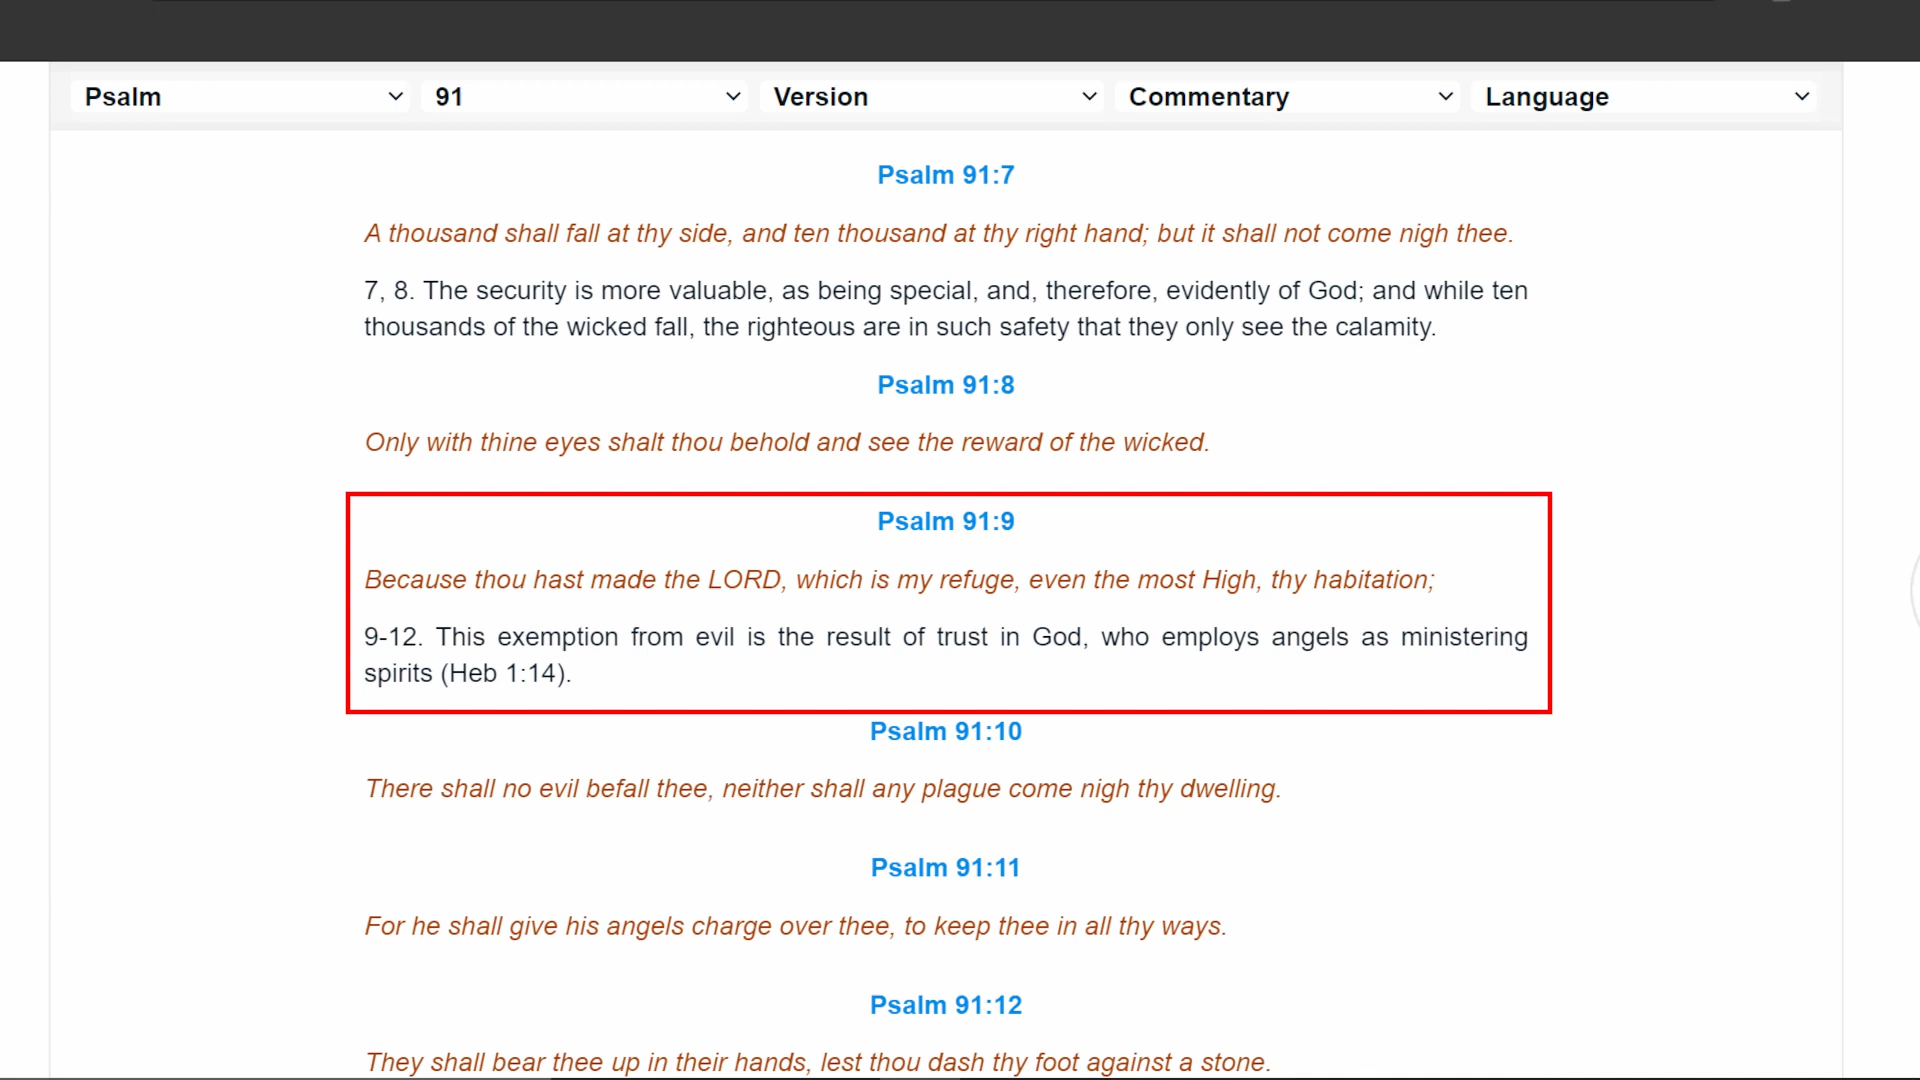 Psalm 91 Version Commentary Language
Psalm 91:7
A thousand shall fall at thy side, and ten thousand at thy right hand; but it shall not come nigh thee.
7, 8. The security is more valuable, as being special, and, therefore, evidently of God; and while ten
thousands of the wicked fall, the righteous are in such safety that they only see the calamity.
Psalm 91:8
Only with thine eyes shalt thou behold and see the reward of the wicked.
Psalm 91:9
Because thou hast made the LORD, which is my refuge, even the most High, thy habitation;
9-12. This exemption from evil is the result of trust in God, who employs angels as ministering
spirits (Heb 1:14).
Psalm 91:10
There shall no evil befall thee, neither shall any plague come nigh thy dwelling.
Psalm 91:11
For he shall give his angels charge over thee, to keep thee in all thy ways.
Psalm 91:12
They shall bear thee up in their hands, lest thou dash thy foot against a stone.